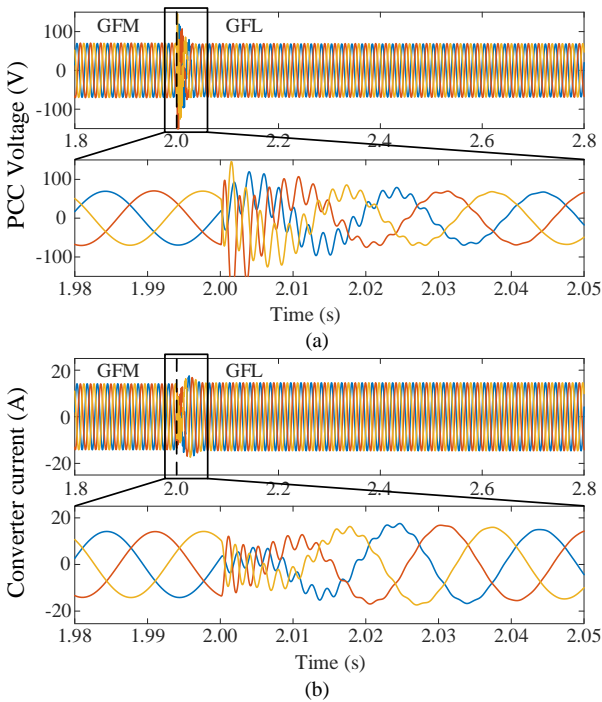 PCC Voltage (V)
GFM GFL
100
0
-100
1.8 2.0 2.2 2.4 2.6 2.8
100
0
-100
1.98 1.99 2.00 2.01 2.02 2.03 2.04 2.05
Time (s)
(a)
Converter current (A)
GFM GFL
20
0
-20
1.8 2.0 2.2 2.4 2.6 2.8
20
0
-20
1.98 1.99 2.00 2.01 2.02 2.03 2.04 2.05
Time (s)
(b)